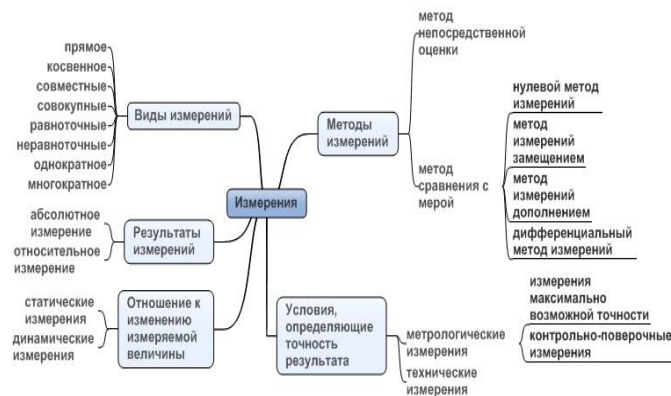 прямое
косвенное
совместные
совокупные
равноточные
неравноточные
однократное
многократное
Виды измерений
абсолютное
измерение
относительное
измерение
Результаты
измерений
статические
измерения
динамические
измерения
Отношение к
изменению
измеряемой
величины
Измерения
Методы
измерений
метод
непосредственной
оценки
метод
сравнения с
мерой
нулевой метод
измерений
метод
измерений
замещением
метод
измерений
дополнением
дифференциальный
метод измерений
Условия,
определяющие
точность
результата
метрологические
измерения
измерения
максимально
возможной точности
контрольно-поверочные
измерения
технические
измерения